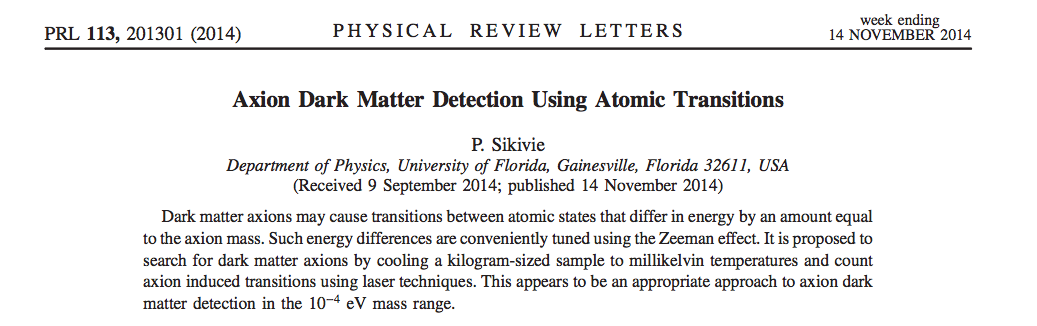 PRL 113, 201301 (2014)
PHYSICAL REVIEW LETTERS
week ending
14 NOVEMBER 2014
Axion Dark Matter Detection Using Atomic Transitions
P. Sikivie
Department of Physics, University of Florida, Gainesville, Florida 32611, USA
(Received 9 September 2014; published 14 November 2014)
Dark matter axions may cause transitions between atomic states that differ in energy by an amount equal
to the axion mass. Such energy differences are conveniently tuned using the Zeeman effect. It is proposed to
search for dark matter axions by cooling a kilogram-sized sample to millikelvin temperatures and count
axion induced transitions using laser techniques. This appears to be an appropriate approach to axion dark
matter detection in the 10⁻⁴ eV mass range.